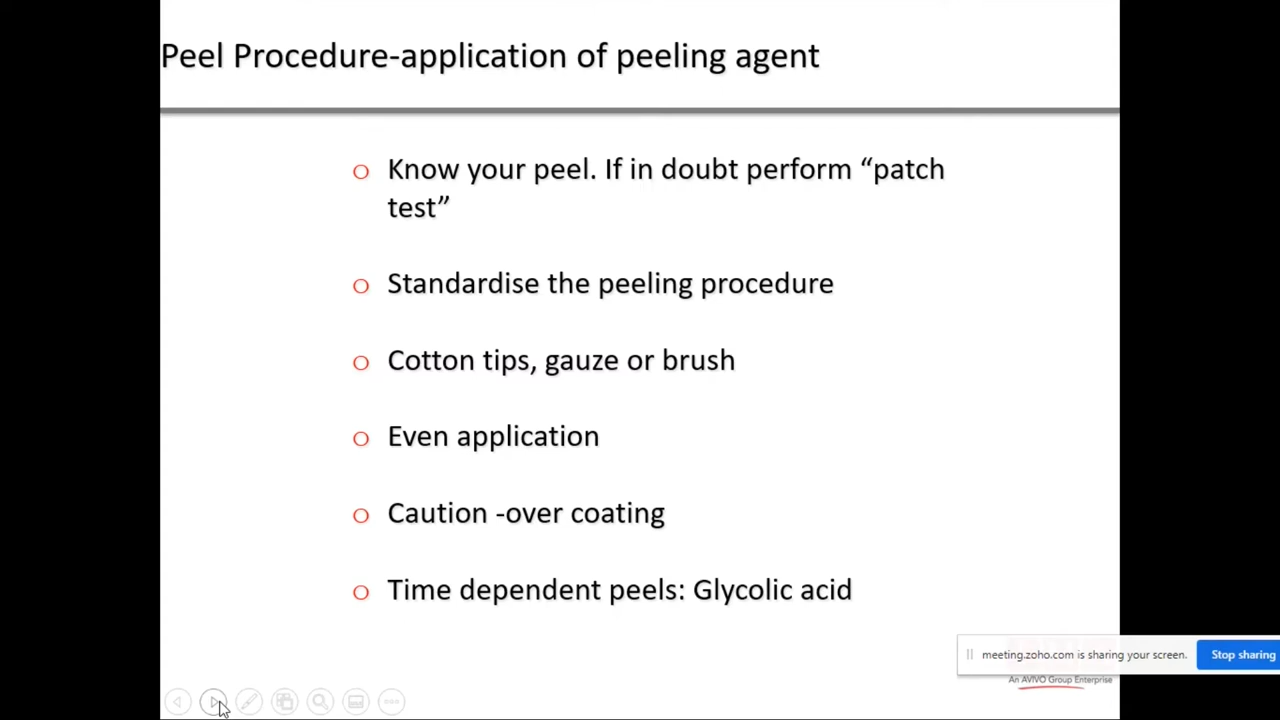 Peel Procedure-application of peeling agent
o Know your peel. If in doubt perform “patch
test”
o Standardise the peeling procedure
o Cotton tips, gauze or brush
o Even application
o Caution -over coating
o Time dependent peels: Glycolic acid
meeting.zoho.com is sharing your screen. Stop sharing
An AVIVO Group Enterprise